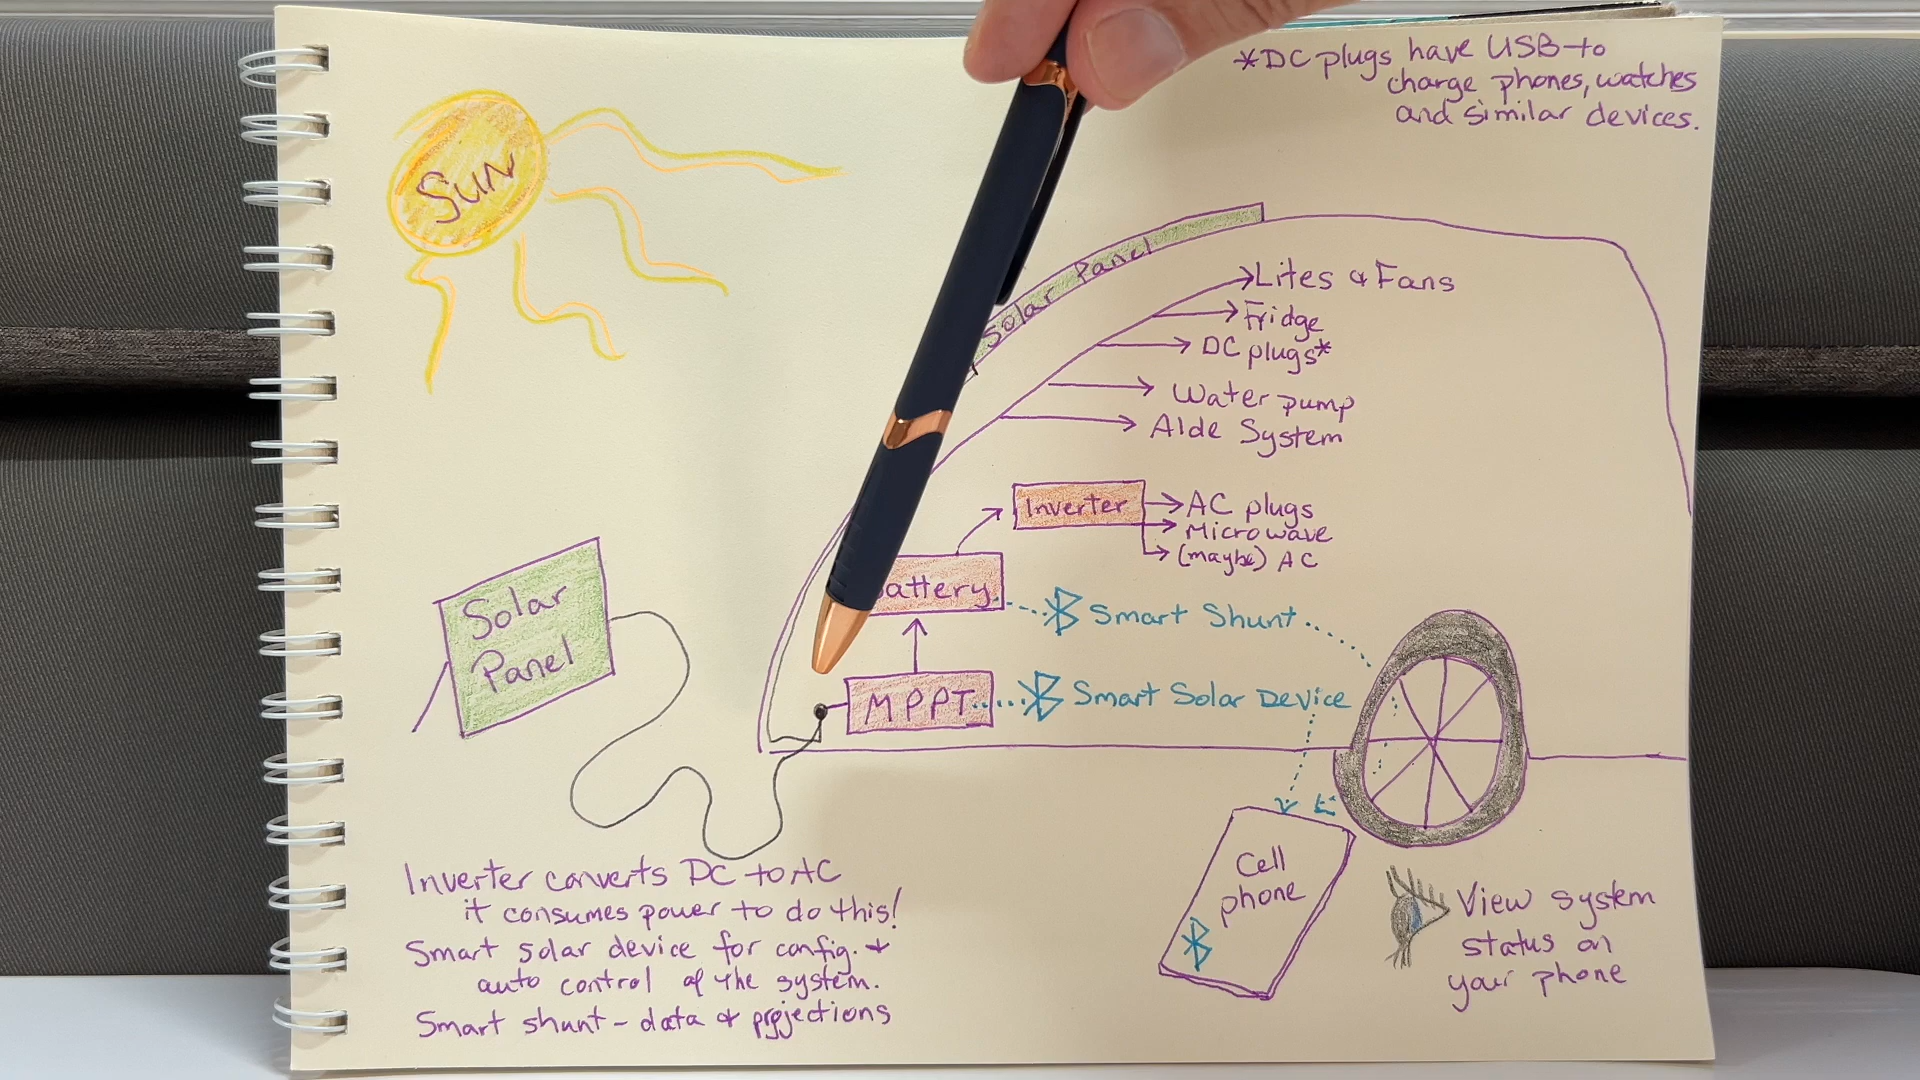 *DC plugs have USB to
charge phones, watches
and similar devices.
Sun
Solar Panel
Lites & Fans
Fridge
DC plugs*
Water pump
Alde System
Inverter
AC plugs
Microwave
(maybe) AC
attery
Smart Shunt
MPPT
Smart Solar Device
Solar
Panel
Cell
phone
View system
status on
your phone
Inverter converts DC to AC
it consumes power to do this!
Smart solar device for config. +
auto control of the system.
Smart shunt - data & projections